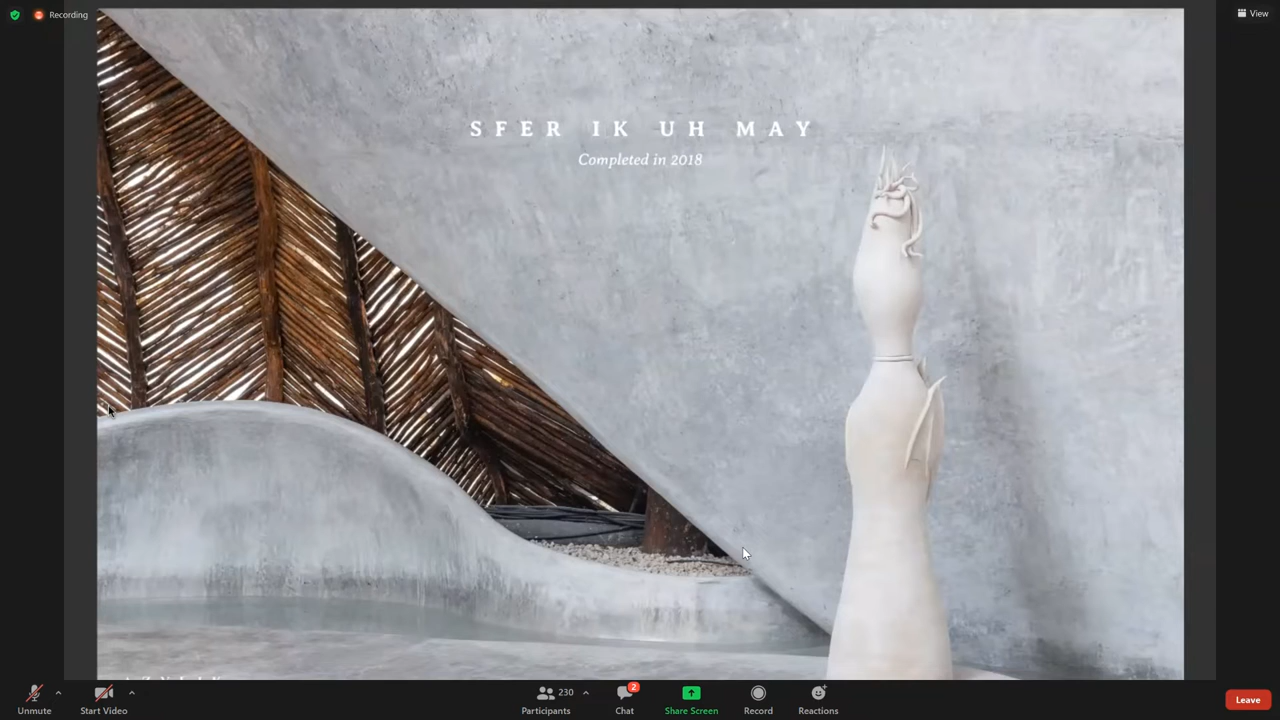 Recording
View
SFER IK UH MAY
Completed in 2018
Unmute
Start Video
230
Participants
2
Chat
Share Screen
Record
Reactions
Leave